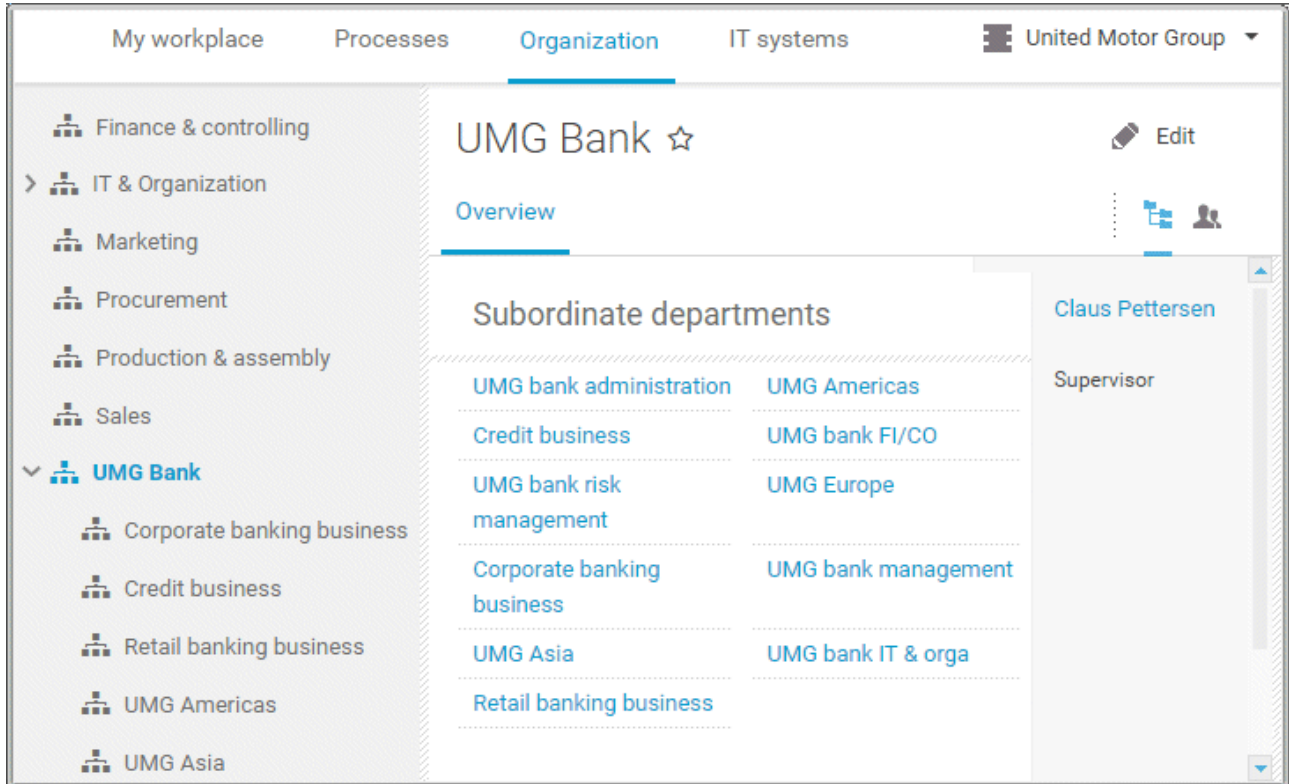 My workplace
Processes
Organization
IT systems
United Motor Group
Finance & controlling
IT & Organization
Marketing
Procurement
Production & assembly
Sales
UMG Bank
Corporate banking business
Credit business
Retail banking business
UMG Americas
UMG Asia
UMG Bank
Edit
Overview
Subordinate departments
UMG bank administration
UMG Americas
Credit business
UMG bank FI/CO
UMG bank risk
management
UMG Europe
Corporate banking
business
UMG bank management
UMG Asia
UMG bank IT & orga
Retail banking business
Claus Pettersen
Supervisor